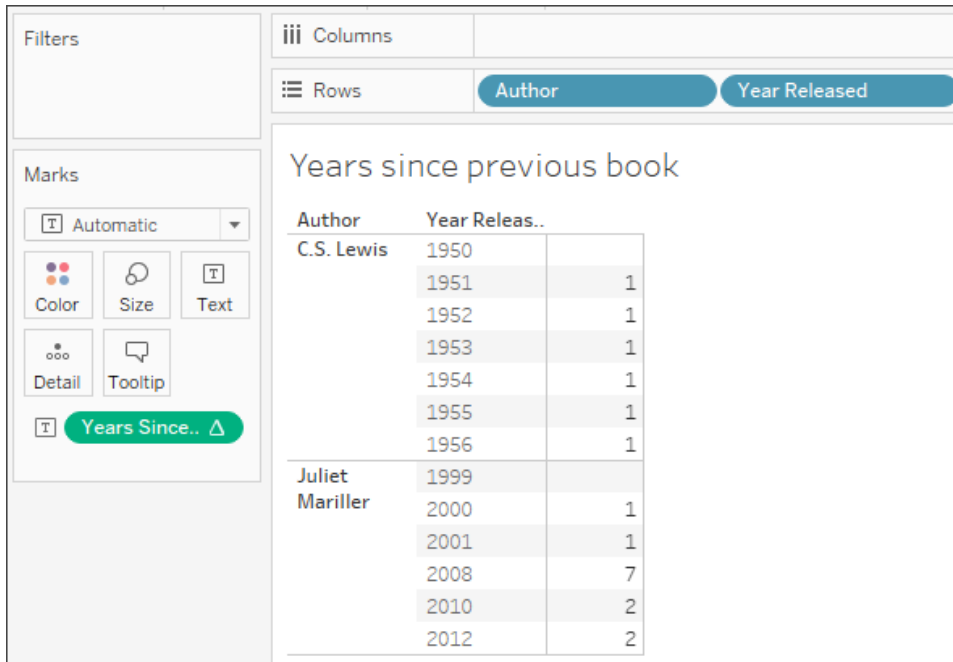 Filters
Columns
Rows Author Year Released
Marks
T Automatic
Color Size T Text
Detail Tooltip
T Years Since.. Δ
Years since previous book
Author Year Releas..
C.S. Lewis 1950
1951 1
1952 1
1953 1
1954 1
1955 1
1956 1
Juliet 1999
Mariller 2000 1
2001 1
2008 7
2010 2
2012 2